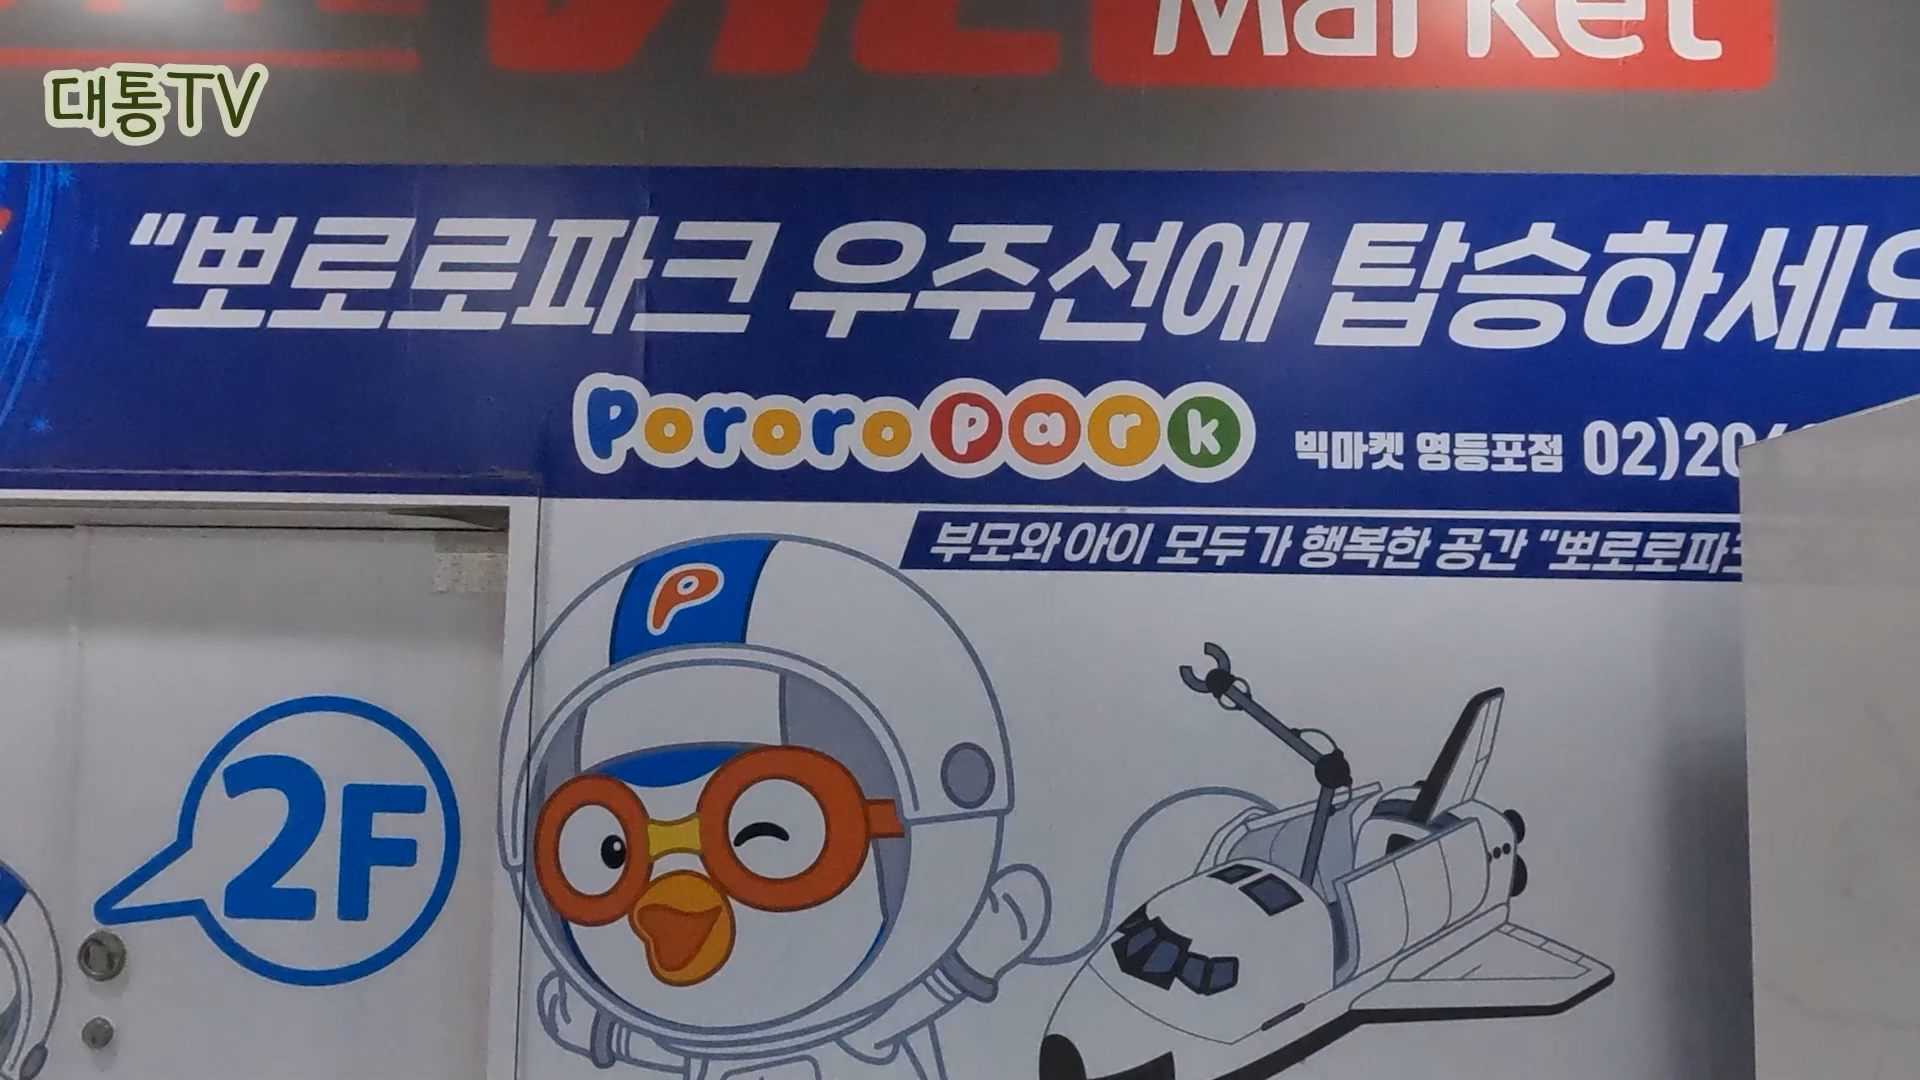 Market
대통TV
"뽀로로파크 우주선에 탑승하세요
Pororo Park
빅마켓 영등포점 02)20
부모와 아이 모두가 행복한 공간 "뽀로로파크
P
2F